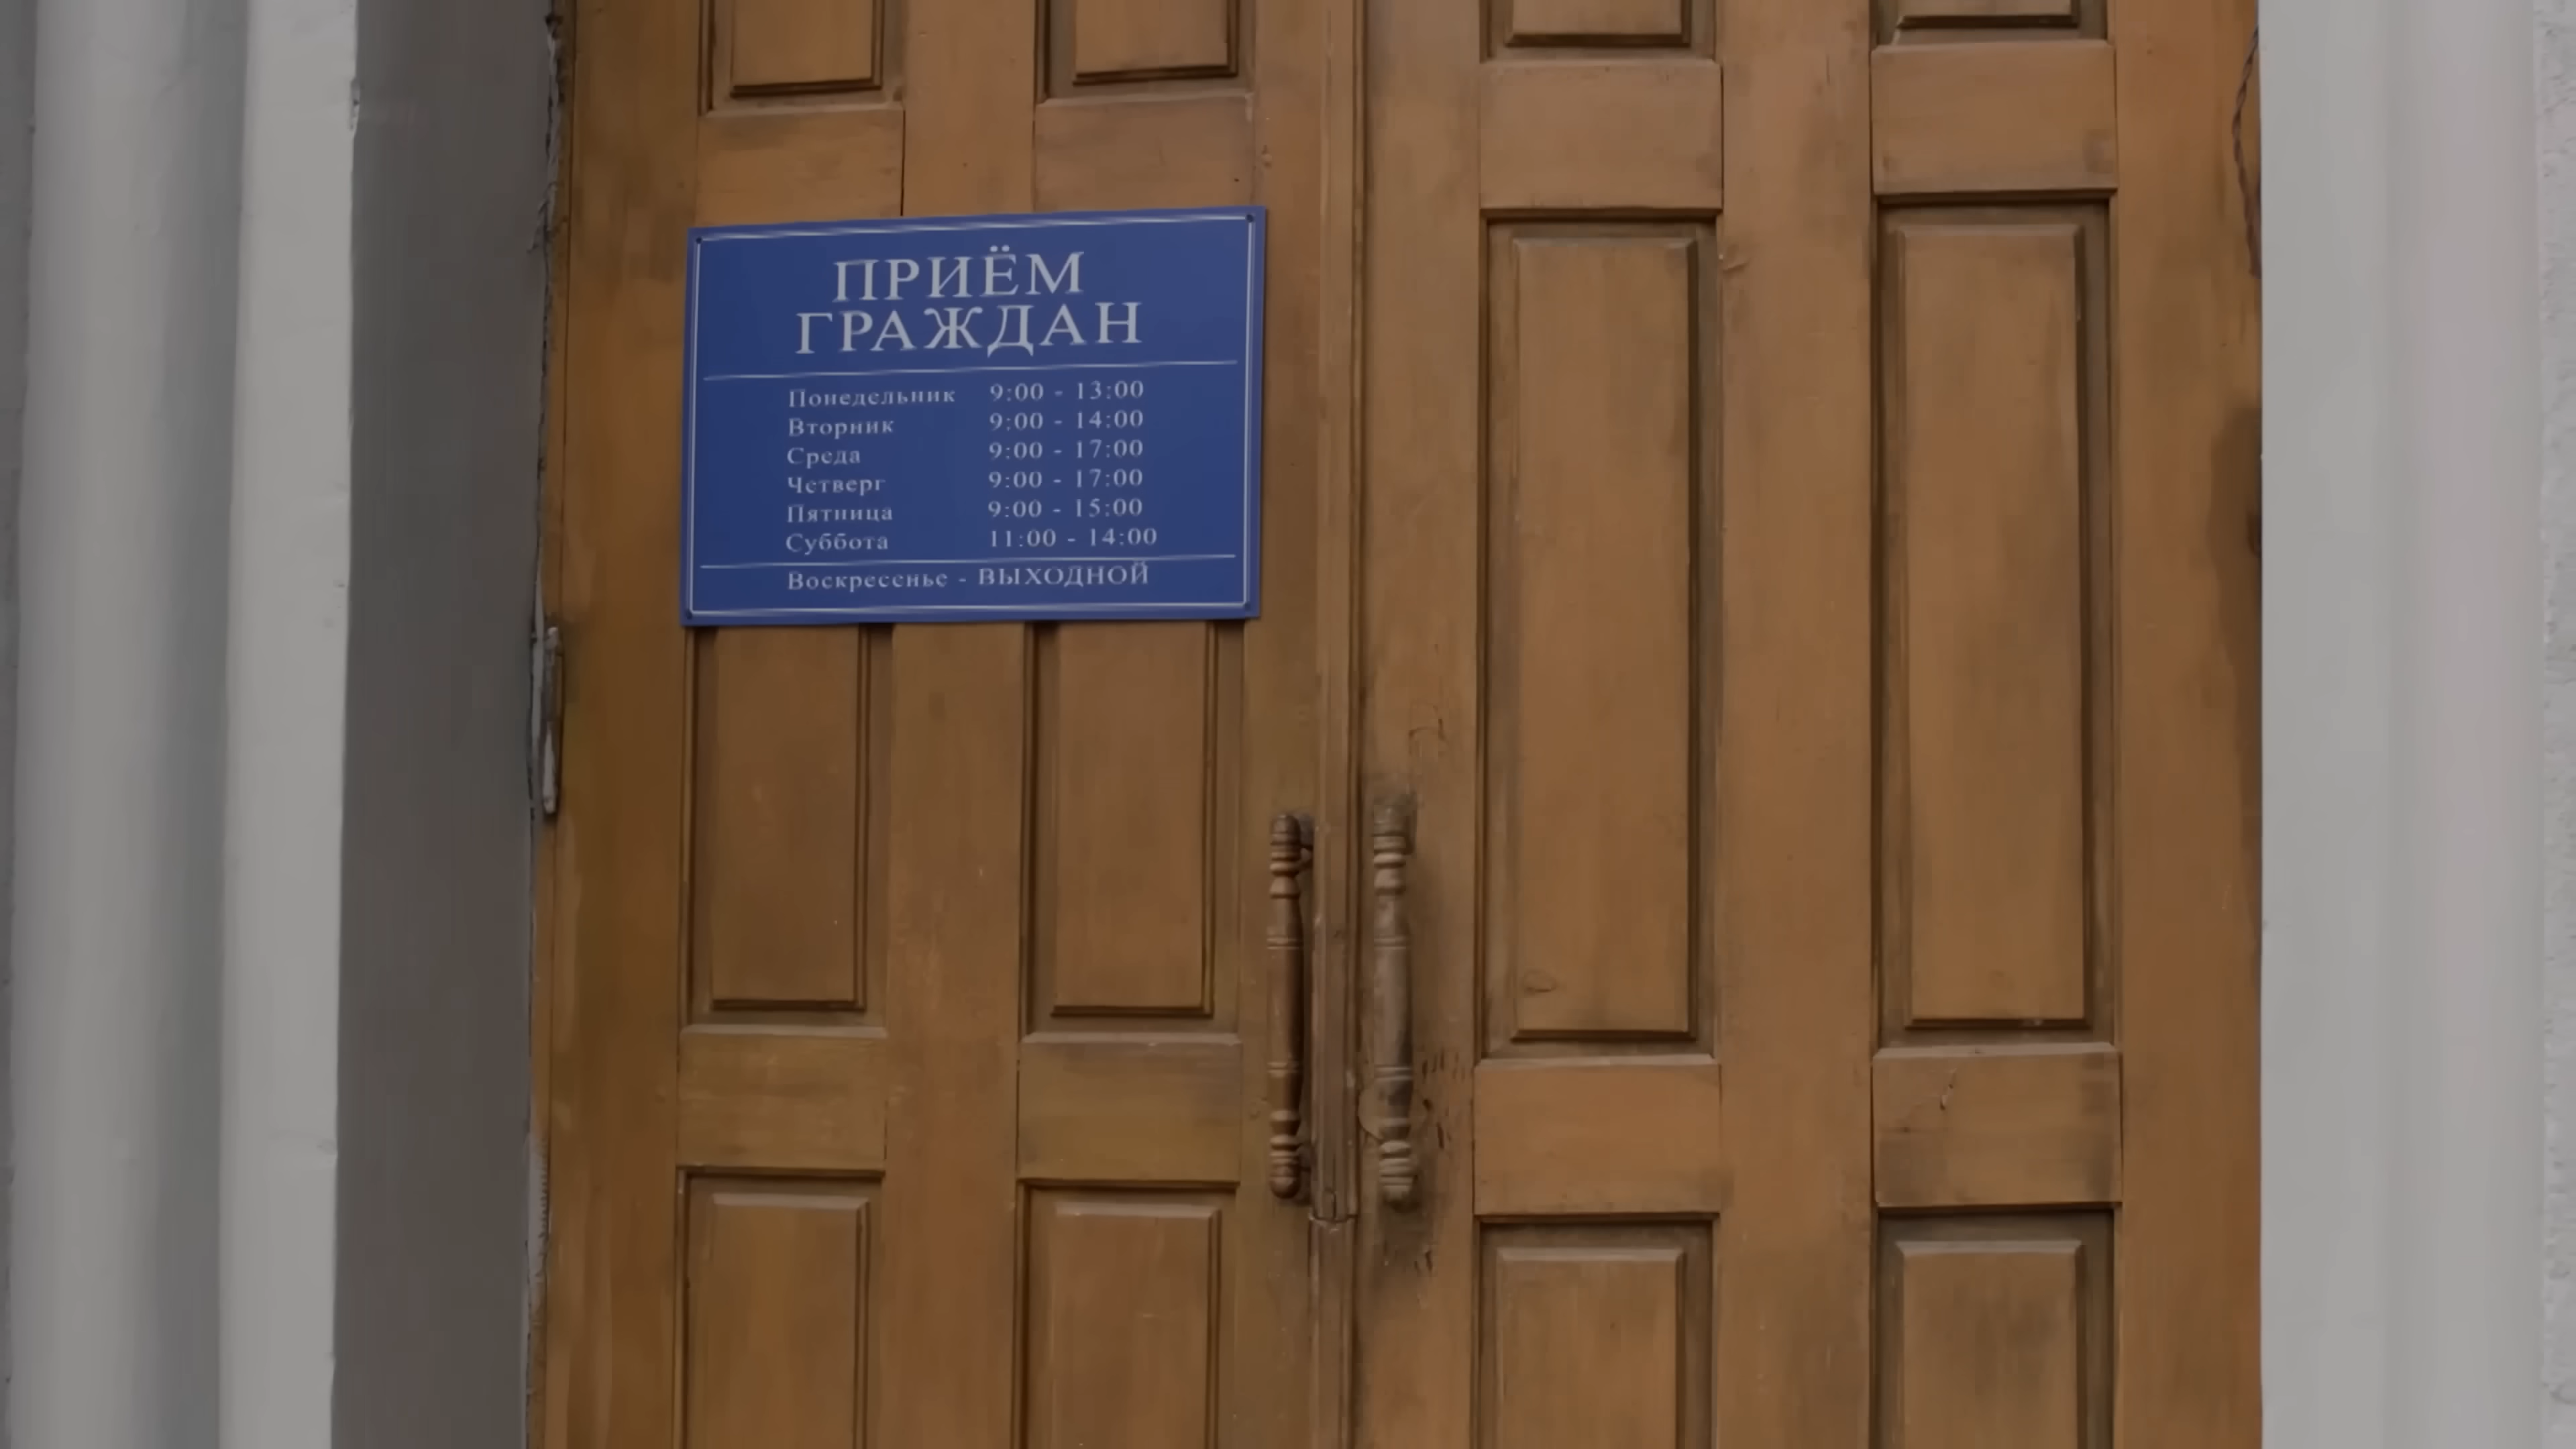 ПРИЁМ
ГРАЖДАН
Понедельник 9:00 - 13:00
Вторник 9:00 - 14:00
Среда 9:00 - 17:00
Четверг 9:00 - 17:00
Пятница 9:00 - 15:00
Суббота 11:00 - 14:00
Воскресенье - ВЫХОДНОЙ